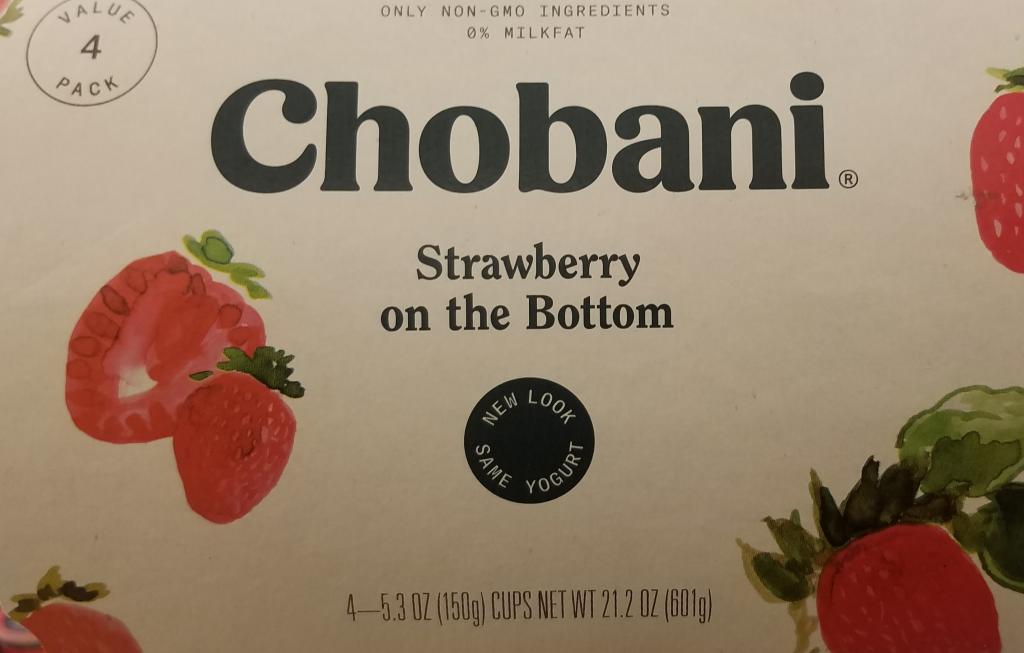 ONLY NON-GMO INGREDIENTS
0% MILKFAT
VALUE
4
PACK
Chobani®
Strawberry
on the Bottom
NEW LOOK
SAME YOGURT
4—5.3 OZ (150g) CUPS NET WT 21.2 OZ (601g)